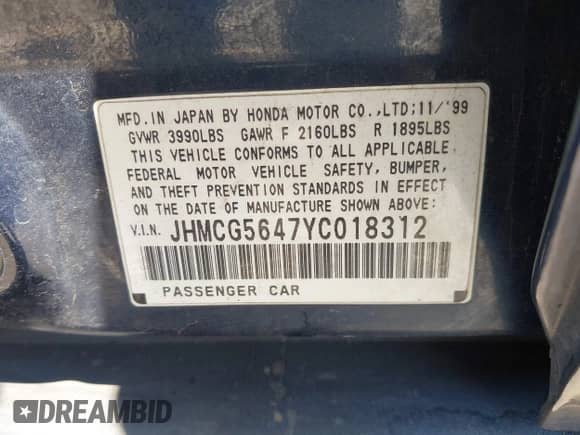 MFD. IN JAPAN BY HONDA MOTOR CO.,LTD;11/'99
GVWR 3990LBS GAWR F 2160LBS R 1895LBS
THIS VEHICLE CONFORMS TO ALL APPLICABLE
FEDERAL MOTOR VEHICLE SAFETY, BUMPER,
AND THEFT PREVENTION STANDARDS IN EFFECT
ON THE DATE OF MANUFACTURE SHOWN ABOVE:
V.I.N. JHMCG5647YC018312
PASSENGER CAR
DREAMBID